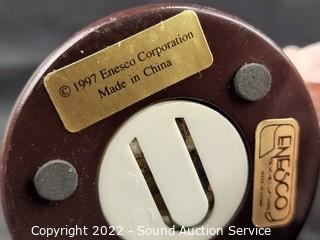 © 1997 Enesco Corporation
Made in China
ENESCO
Copyright 2022 - Sound Auction Service